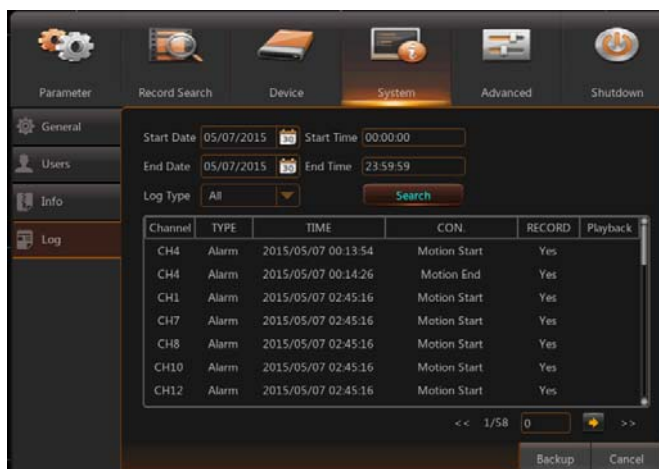 Parameter Record Search Device System Advanced Shutdown
General
Users
Info
Log
Start Date 05/07/2015 30 Start Time 00:00:00
End Date 05/07/2015 30 End Time 23:59:59
Log Type All Search
Channel TYPE TIME CON. RECORD Playback
CH4 Alarm 2015/05/07 00:13:54 Motion Start Yes
CH4 Alarm 2015/05/07 00:14:26 Motion End Yes
CH1 Alarm 2015/05/07 02:45:16 Motion Start Yes
CH7 Alarm 2015/05/07 02:45:16 Motion Start Yes
CH8 Alarm 2015/05/07 02:45:16 Motion Start Yes
CH10 Alarm 2015/05/07 02:45:16 Motion Start Yes
CH12 Alarm 2015/05/07 02:45:16 Motion Start Yes
<< 1/58 0 >>
Backup Cancel